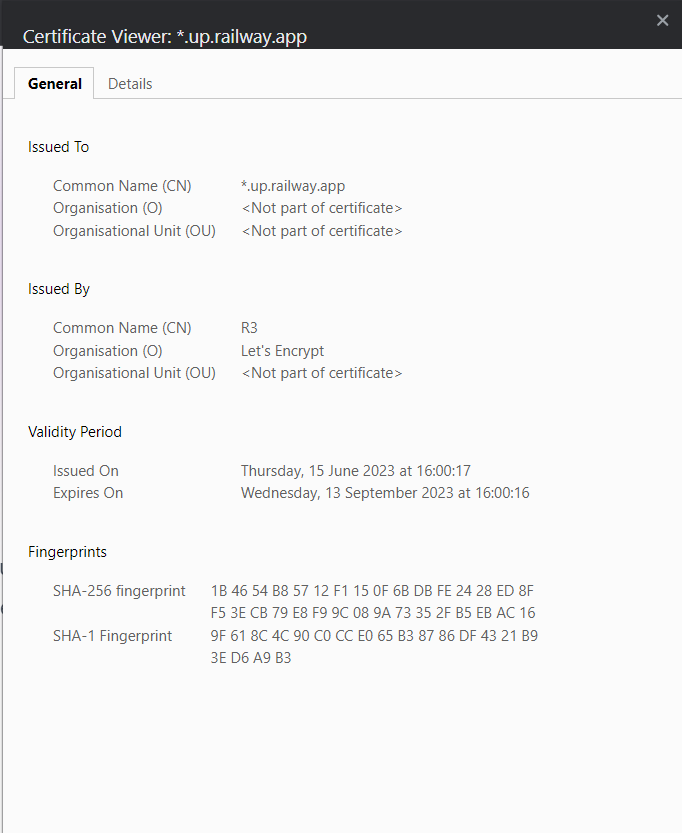 Certificate Viewer: *.up.railway.app
General Details
Issued To
Common Name (CN) *.up.railway.app
Organisation (O) <Not part of certificate>
Organisational Unit (OU) <Not part of certificate>
Issued By
Common Name (CN) R3
Organisation (O) Let's Encrypt
Organisational Unit (OU) <Not part of certificate>
Validity Period
Issued On Thursday, 15 June 2023 at 16:00:17
Expires On Wednesday, 13 September 2023 at 16:00:16
Fingerprints
SHA-256 fingerprint 1B 46 54 B8 57 12 F1 15 0F 6B DB FE 24 28 ED 8F
F5 3E CB 79 E8 F9 9C 08 9A 73 35 2F B5 EB AC 16
SHA-1 Fingerprint 9F 61 8C 4C 90 C0 CC E0 65 B3 87 86 DF 43 21 B9
3E D6 A9 B3